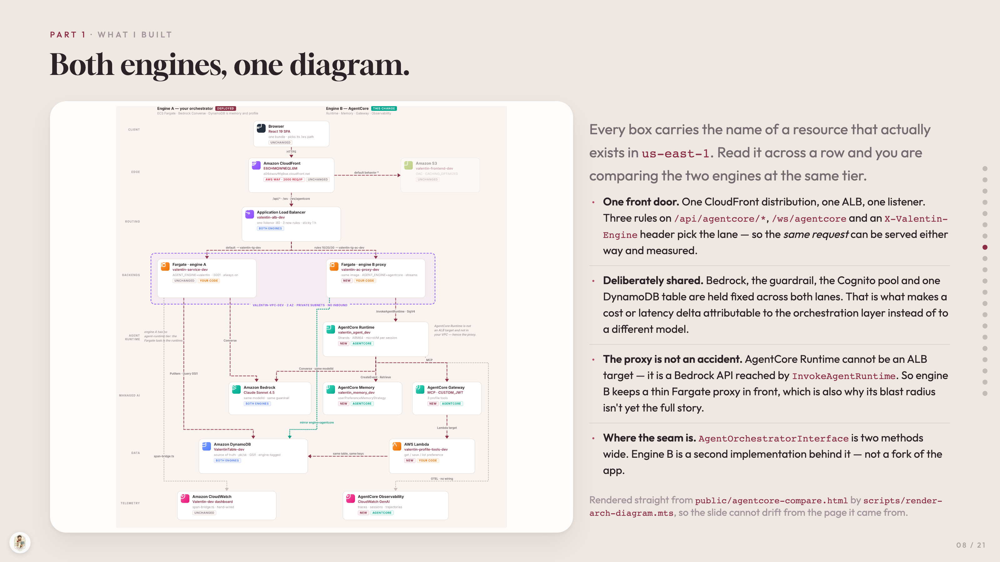 PART 1 · WHAT I BUILT
Both engines, one diagram.
Engine A — your orchestrator DEPLOYED
ECS Fargate · Bedrock Converse · DynamoDB is memory and profile
Engine B — AgentCore THIS CHANGE
Runtime · Memory · Gateway · Observability
CLIENT
Browser
React 19 SPA
one bundle · picks its /ws path
UNCHANGED
HTTPS
EDGE
Amazon CloudFront
E6OHMQWNEQL6M
AWS WAF · 2000 REQ/IP UNCHANGED
default behavior *
Amazon S3
valentin-frontend-dev
OAC · CACHING_OPTIMIZED
UNCHANGED
/api/* · /ws · /ws/agentcore
ROUTING
Application Load Balancer
valentin-alb-dev
one listener :80 · 3 new rules · sticky 1 h
BOTH ENGINES
default → valentin-tg-dev
rules 10/20/30 → valentin-tg-ac-dev
BACKENDS
Fargate · engine A
valentin-service-dev
AGENT_ENGINE=valentin · :3001 · always on
UNCHANGED YOUR CODE
Fargate · engine B proxy
valentin-ac-proxy-dev
same image · AGENT_ENGINE=agentcore · streams
NEW YOUR CODE
VALENTIN-VPC-DEV · 2 AZ · PRIVATE SUBNETS · NO INBOUND
InvokeAgentRuntime · SigV4
AGENT
RUNTIME
engine A has no
agent-runtime tier: the
Fargate task is the runtime.
Converse
AgentCore Runtime
valentin_agent_dev
Strands · ARM64 · microVM per session
NEW AGENTCORE
AgentCore Runtime is not
an ALB target and not in
your VPC — hence the proxy.
MCP
Converse · same modelId
PutItem · Query GSI1
CreateEvent · Retrieve
MANAGED AI
Amazon Bedrock
Claude Sonnet 4.5
same modelId · same guardrail
BOTH ENGINES
AgentCore Memory
valentin_memory_dev
userPreferenceMemoryStrategy
NEW AGENTCORE
AgentCore Gateway
MCP · CUSTOM_JWT
3 profile tools
NEW AGENTCORE
mirror engine=agentcore
Lambda target
DATA
span-bridge.ts
Amazon DynamoDB
ValentinTable-dev
source of truth · pk/sk · GSI1 · engine-tagged
BOTH ENGINES
same table, same keys
AWS Lambda
valentin-profile-tools-dev
get / save / list preference
NEW YOUR CODE
OTEL · no wiring
TELEMETRY
Amazon CloudWatch
Valentin-dev dashboard
span-bridge.ts · hand-wired
UNCHANGED
AgentCore Observability
CloudWatch GenAI
traces · sessions · trajectories
NEW AGENTCORE
Every box carries the name of a resource that actually
exists in us-east-1. Read it across a row and you are
comparing the two engines at the same tier.
• One front door. One CloudFront distribution, one ALB, one listener.
Three rules on /api/agentcore/*, /ws/agentcore and an X-Valentin-
Engine header pick the lane — so the same request can be served either
way and measured.
• Deliberately shared. Bedrock, the guardrail, the Cognito pool and one
DynamoDB table are held fixed across both lanes. That is what makes a
cost or latency delta attributable to the orchestration layer instead of to
a different model.
• The proxy is not an accident. AgentCore Runtime cannot be an ALB
target — it is a Bedrock API reached by InvokeAgentRuntime. So engine
B keeps a thin Fargate proxy in front, which is also why its blast radius
isn't yet the full story.
• Where the seam is. AgentOrchestratorInterface is two methods
wide. Engine B is a second implementation behind it — not a fork of the
app.
Rendered straight from public/agentcore-compare.html by scripts/render-
arch-diagram.mts, so the slide cannot drift from the page it came from.
08 / 21